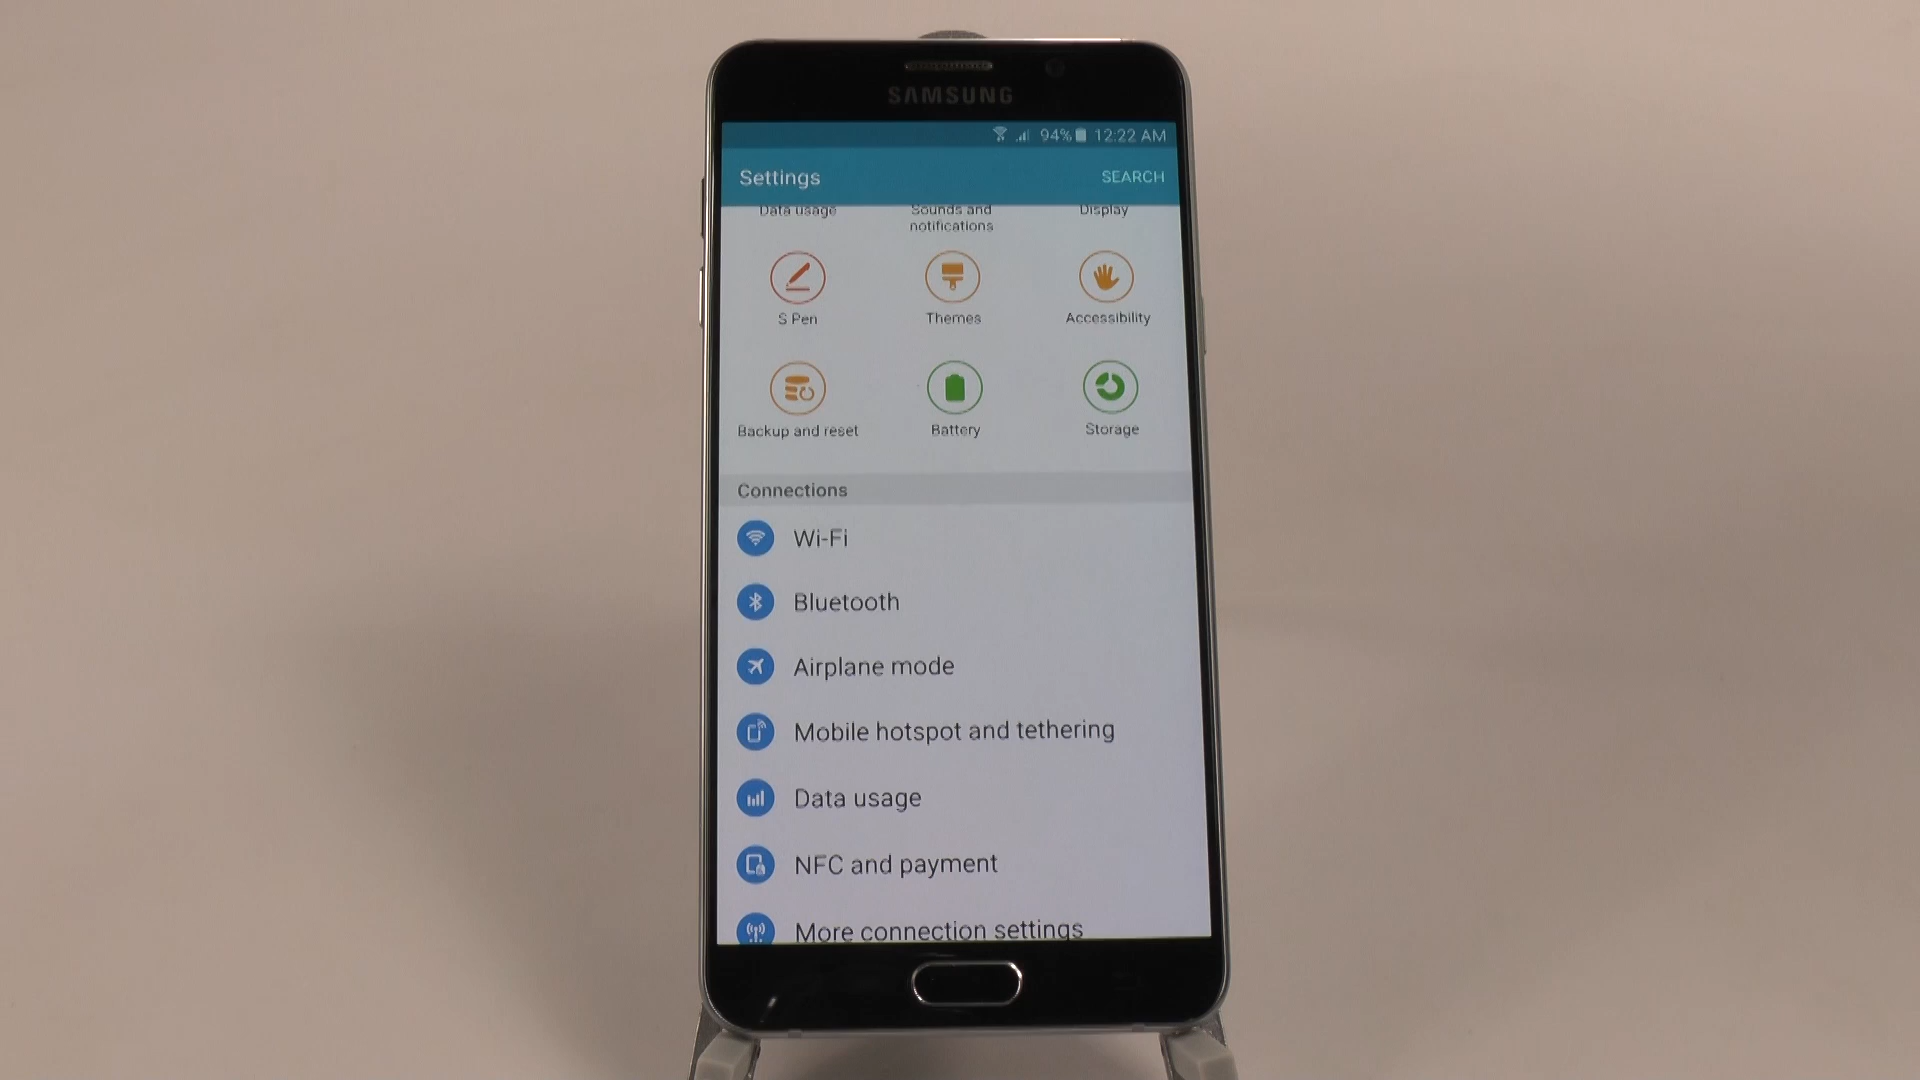 SAMSUNG
94% 12:22 AM
Settings
SEARCH
Data usage
Sounds and
notifications
Display
S Pen
Themes
Accessibility
Backup and reset
Battery
Storage
Connections
Wi-Fi
Bluetooth
Airplane mode
Mobile hotspot and tethering
Data usage
NFC and payment
More connection settings